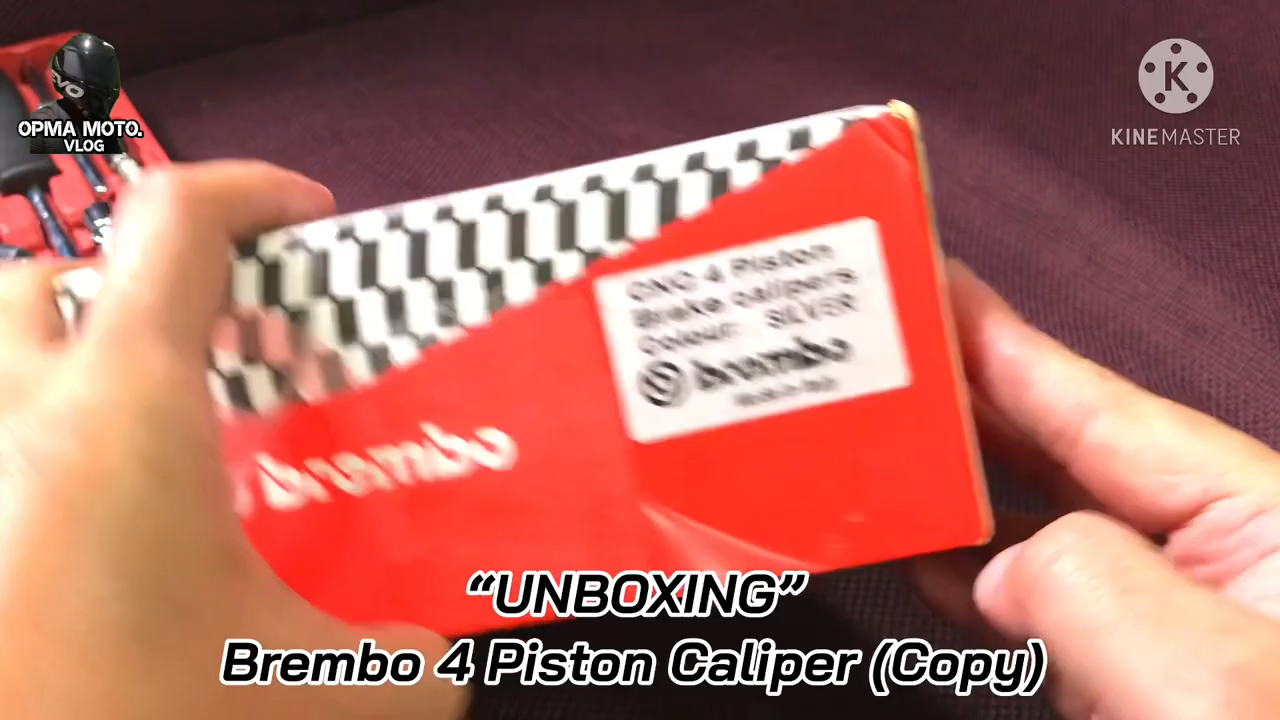 EVO
OPMA MOTO.
VLOG
K
KINEMASTER
CNC 4 Piston
Brake calipers
Colour: SILVER
brembo
brembo
“UNBOXING”
Brembo 4 Piston Caliper (Copy)